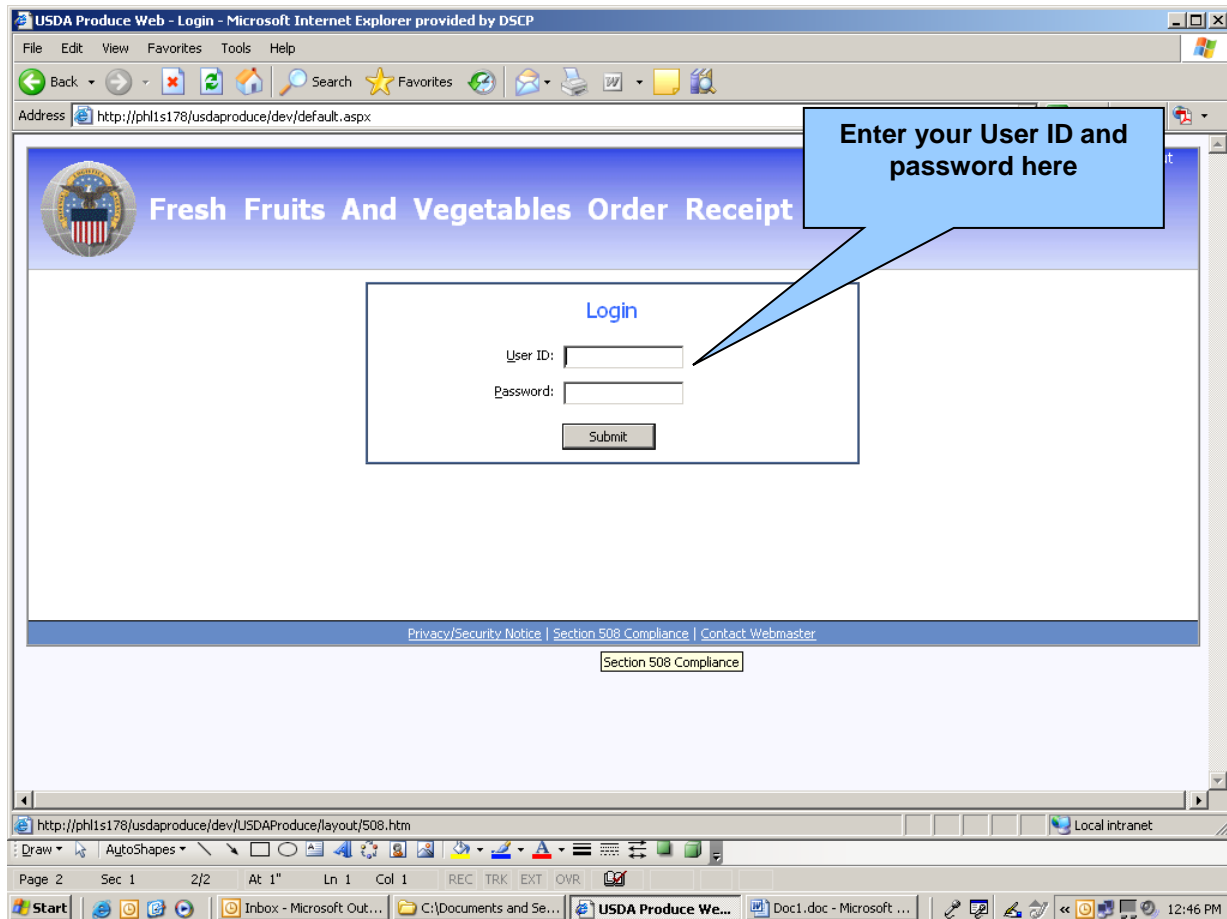 USDA Produce Web - Login - Microsoft Internet Explorer provided by DSCP
File Edit View Favorites Tools Help
Back Search Favorites
Address http://phl1s178/usdaproduce/dev/default.aspx
Enter your User ID and
password here
Fresh Fruits And Vegetables Order Receipt
Login
User ID:
Password:
Submit
Privacy/Security Notice | Section 508 Compliance | Contact Webmaster
Section 508 Compliance
http://phl1s178/usdaproduce/dev/USDAProduce/layout/508.htm Local intranet
Draw AutoShapes
Page 2 Sec 1 2/2 At 1" Ln 1 Col 1 REC TRK EXT OVR
Start Inbox - Microsoft Out... C:\Documents and Se... USDA Produce We... Doc1.doc - Microsoft ... 12:46 PM